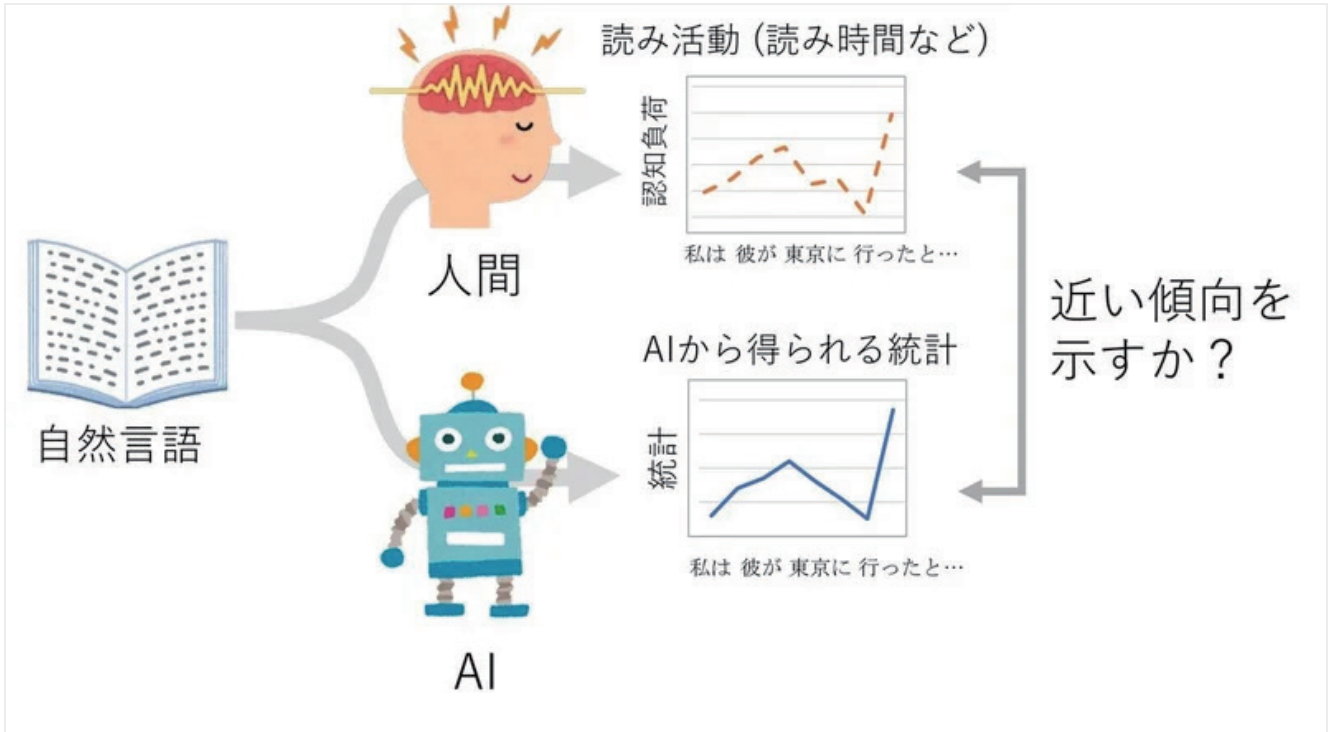 読み活動 (読み時間など)
認知負荷
私は 彼が 東京に 行ったと…
人間
自然言語
近い傾向を
示すか？
AIから得られる統計
統計
私は 彼が 東京に 行ったと…
AI